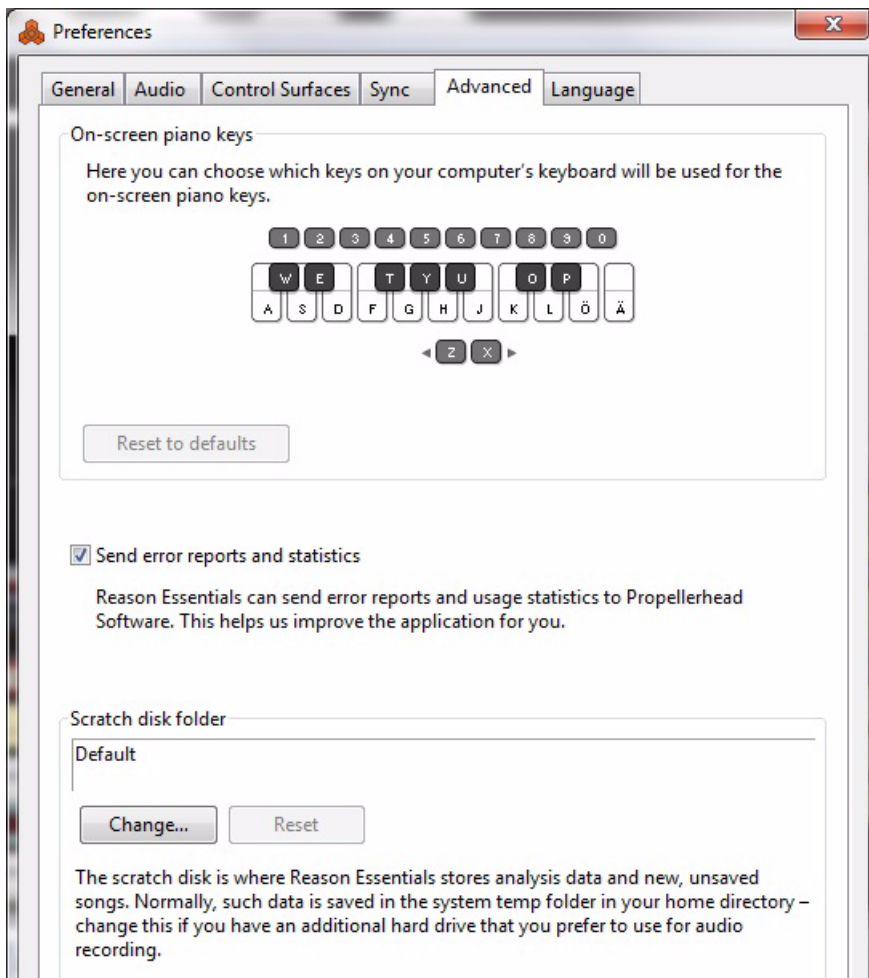 Preferences
X
General Audio Control Surfaces Sync Advanced Language
On-screen piano keys
Here you can choose which keys on your computer's keyboard will be used for the
on-screen piano keys.
1 2 3 4 5 6 7 8 9 0
W E T Y U O P
A S D F G H J K L Ö Ä
Z X
Reset to defaults
Send error reports and statistics
Reason Essentials can send error reports and usage statistics to Propellerhead
Software. This helps us improve the application for you.
Scratch disk folder
Default
Change... Reset
The scratch disk is where Reason Essentials stores analysis data and new, unsaved
songs. Normally, such data is saved in the system temp folder in your home directory –
change this if you have an additional hard drive that you prefer to use for audio
recording.